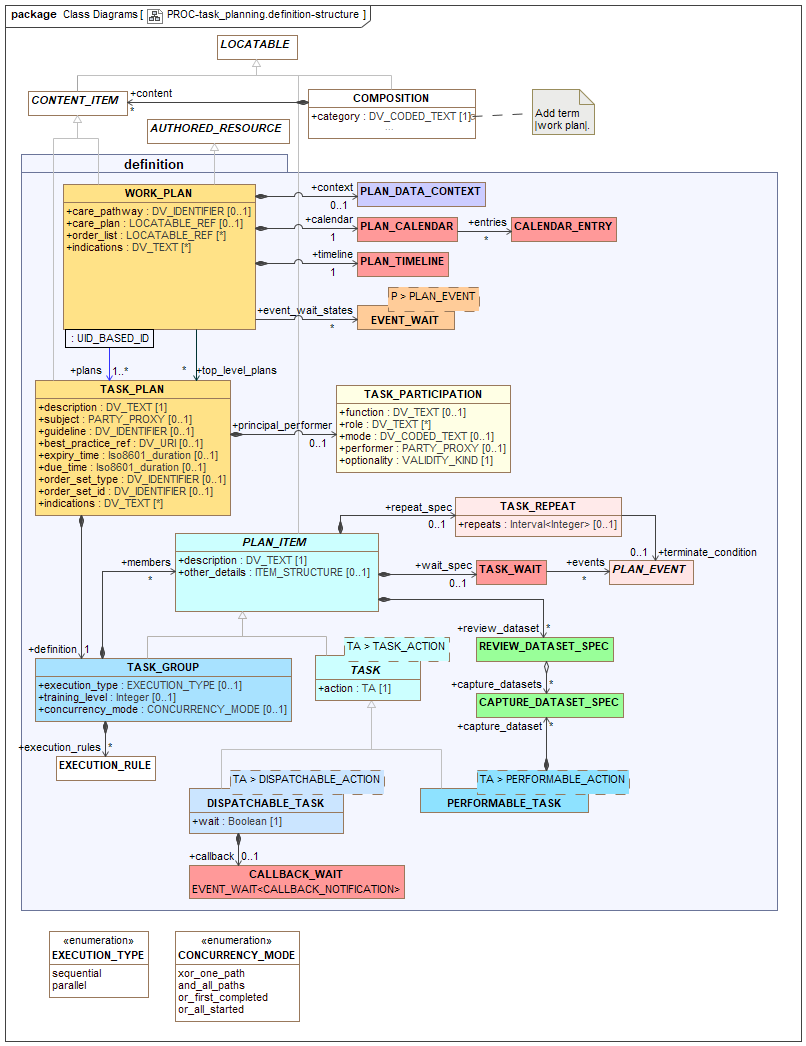 package Class Diagrams [ PROC-task_planning.definition-structure ]
LOCATABLE
CONTENT_ITEM
+content
*
COMPOSITION
+category : DV_CODED_TEXT [1]
...
Add term
|work plan|.
AUTHORED_RESOURCE
definition
WORK_PLAN
+care_pathway : DV_IDENTIFIER [0..1]
+care_plan : LOCATABLE_REF [0..1]
+order_list : LOCATABLE_REF [*]
+indications : DV_TEXT [*]
: UID_BASED_ID
+context
0..1
PLAN_DATA_CONTEXT
+calendar
1
PLAN_CALENDAR
+entries
*
CALENDAR_ENTRY
+timeline
1
PLAN_TIMELINE
+event_wait_states
*
P > PLAN_EVENT
EVENT_WAIT
+plans
1..*
*
+top_level_plans
TASK_PLAN
+description : DV_TEXT [1]
+subject : PARTY_PROXY [0..1]
+guideline : DV_IDENTIFIER [0..1]
+best_practice_ref : DV_URI [0..1]
+expiry_time : Iso8601_duration [0..1]
+due_time : Iso8601_duration [0..1]
+order_set_type : DV_IDENTIFIER [0..1]
+order_set_id : DV_IDENTIFIER [0..1]
+indications : DV_TEXT [*]
+principal_performer
0..1
TASK_PARTICIPATION
+function : DV_TEXT [0..1]
+role : DV_TEXT [*]
+mode : DV_CODED_TEXT [0..1]
+performer : PARTY_PROXY [0..1]
+optionality : VALIDITY_KIND [1]
PLAN_ITEM
+description : DV_TEXT [1]
+other_details : ITEM_STRUCTURE [0..1]
+repeat_spec
0..1
TASK_REPEAT
+repeats : Interval<Integer> [0..1]
0..1
+terminate_condition
+wait_spec
0..1
TASK_WAIT
+events
*
PLAN_EVENT
+members
*
+review_dataset
*
REVIEW_DATASET_SPEC
+capture_datasets
*
CAPTURE_DATASET_SPEC
+capture_dataset
*
+definition
1
TASK_GROUP
+execution_type : EXECUTION_TYPE [0..1]
+training_level : Integer [0..1]
+concurrency_mode : CONCURRENCY_MODE [0..1]
TA > TASK_ACTION
TASK
+action : TA [1]
+execution_rules
*
EXECUTION_RULE
TA > DISPATCHABLE_ACTION
DISPATCHABLE_TASK
+wait : Boolean [1]
TA > PERFORMABLE_ACTION
PERFORMABLE_TASK
+callback
0..1
CALLBACK_WAIT
EVENT_WAIT<CALLBACK_NOTIFICATION>
«enumeration»
EXECUTION_TYPE
sequential
parallel
«enumeration»
CONCURRENCY_MODE
xor_one_path
and_all_paths
or_first_completed
or_all_started